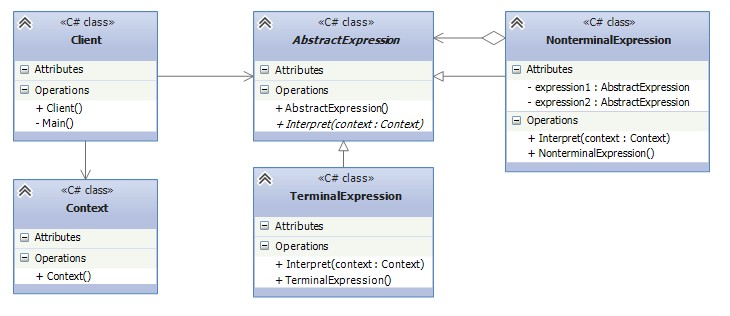 «C# class»
Client
Attributes
Operations
+ Client()
- Main()
«C# class»
AbstractExpression
Attributes
Operations
+ AbstractExpression()
+ Interpret(context : Context)
«C# class»
NonterminalExpression
Attributes
- expression1 : AbstractExpression
- expression2 : AbstractExpression
Operations
+ Interpret(context : Context)
+ NonterminalExpression()
«C# class»
Context
Attributes
Operations
+ Context()
«C# class»
TerminalExpression
Attributes
Operations
+ Interpret(context : Context)
+ TerminalExpression()